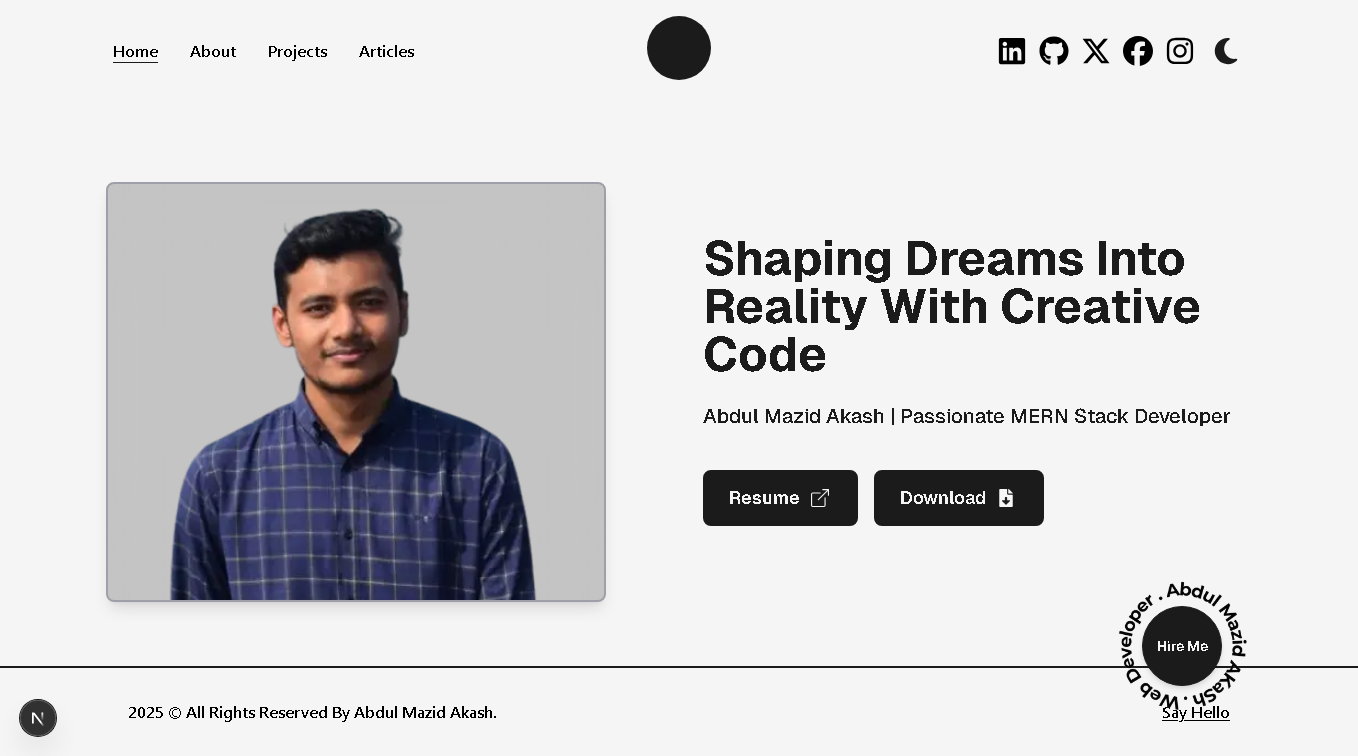 Home
About
Projects
Articles
Shaping Dreams Into
Reality With Creative
Code
Abdul Mazid Akash | Passionate MERN Stack Developer
Resume
Download
Abdul Mazid Akash . Web Developer .
Hire Me
2025 © All Rights Reserved By Abdul Mazid Akash.
Say Hello
N